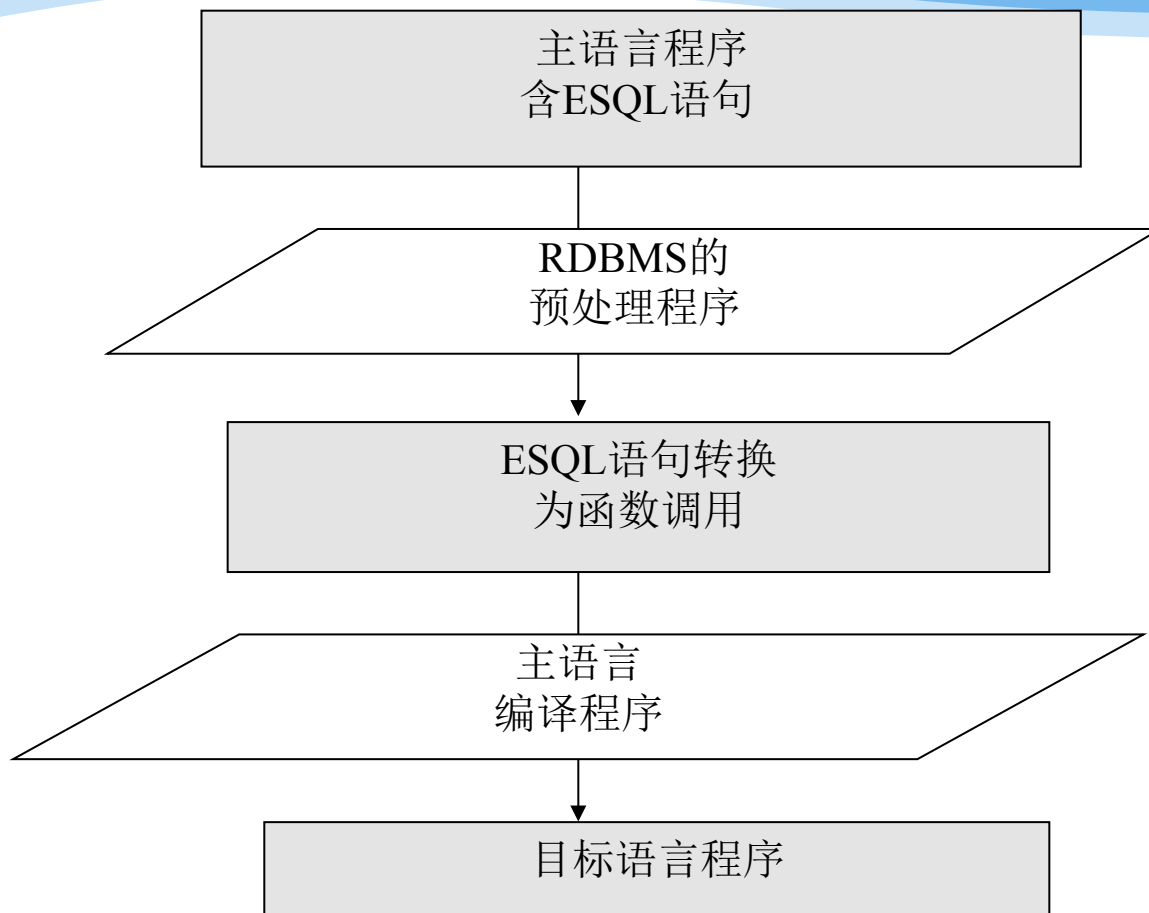 主语言程序
含ESQL语句
RDBMS的
预处理程序
ESQL语句转换
为函数调用
主语言
编译程序
目标语言程序